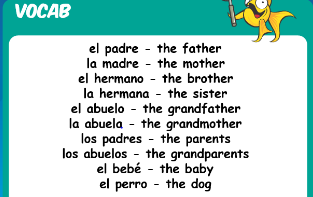 VOCAB
el padre - the father
la madre - the mother
el hermano - the brother
la hermana - the sister
el abuelo - the grandfather
la abuela - the grandmother
los padres - the parents
los abuelos - the grandparents
el bebé - the baby
el perro - the dog